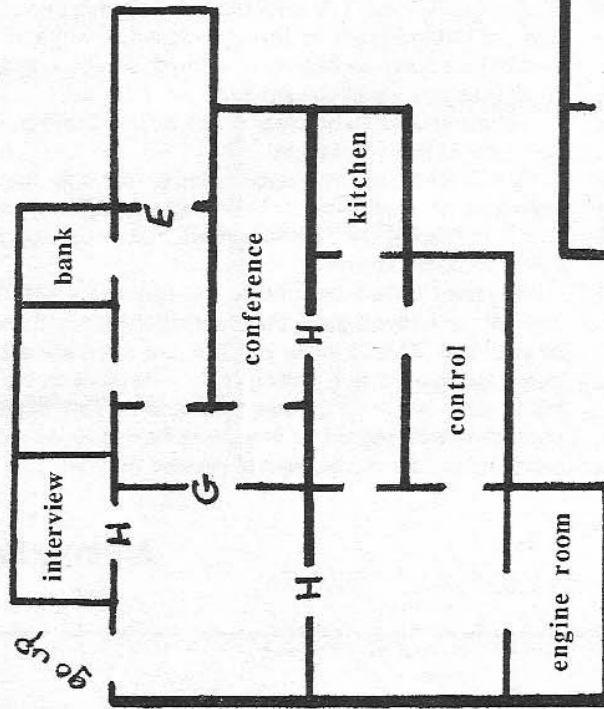 bank
E
kitchen
conference
H
interview
H
G
control
H
engine room